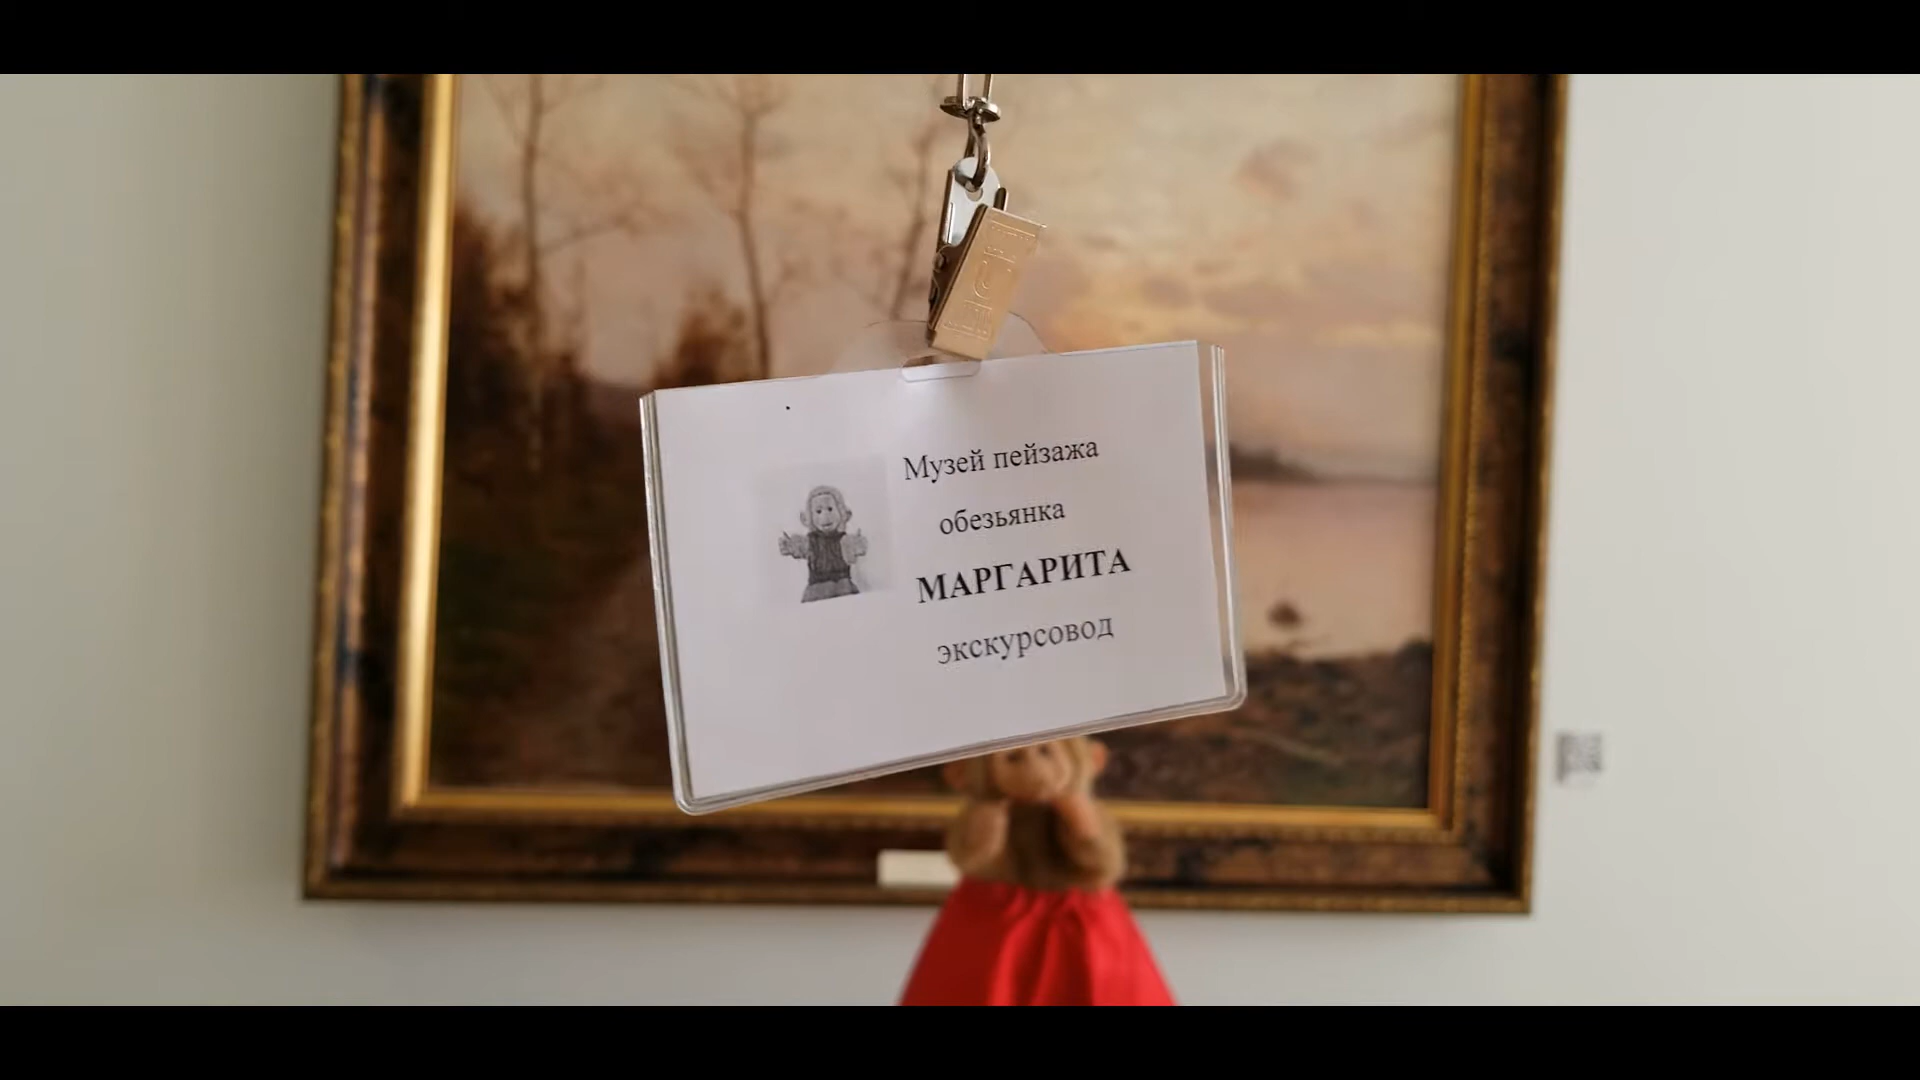 Музей пейзажа
обезьянка
МАРГАРИТА
экскурсовод